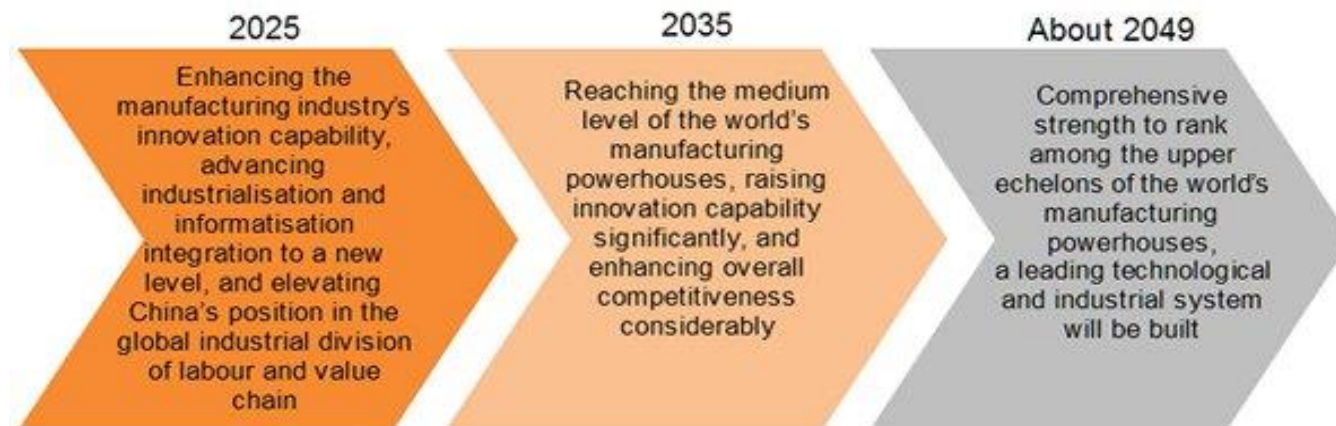 2025
Enhancing the
manufacturing industry's
innovation capability,
advancing
industrialisation and
informatisation
integration to a new
level, and elevating
China's position in the
global industrial division
of labour and value
chain
2035
Reaching the medium
level of the world's
manufacturing
powerhouses, raising
innovation capability
significantly, and
enhancing overall
competitiveness
considerably
About 2049
Comprehensive
strength to rank
among the upper
echelons of the world's
manufacturing
powerhouses,
a leading technological
and industrial system
will be built